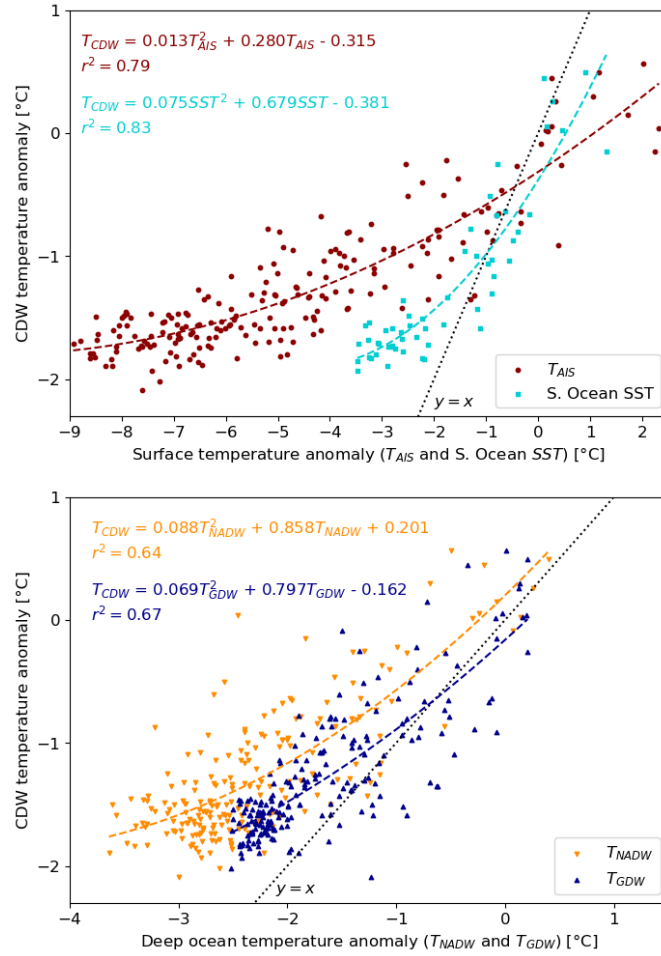 1
T_CDW = 0.013T²_AIS + 0.280T_AIS - 0.315
r² = 0.79
T_CDW = 0.075SST² + 0.679SST - 0.381
r² = 0.83
0
−1
−2
CDW temperature anomaly [°C]
T_AIS
S. Ocean SST
y = x
−9 −8 −7 −6 −5 −4 −3 −2 −1 0 1 2
Surface temperature anomaly (T_AIS and S. Ocean SST) [°C]
1
T_CDW = 0.088T²_NADW + 0.858T_NADW + 0.201
r² = 0.64
T_CDW = 0.069T²_GDW + 0.797T_GDW - 0.162
r² = 0.67
0
−1
−2
CDW temperature anomaly [°C]
T_NADW
T_GDW
y = x
−4 −3 −2 −1 0 1
Deep ocean temperature anomaly (T_NADW and T_GDW) [°C]